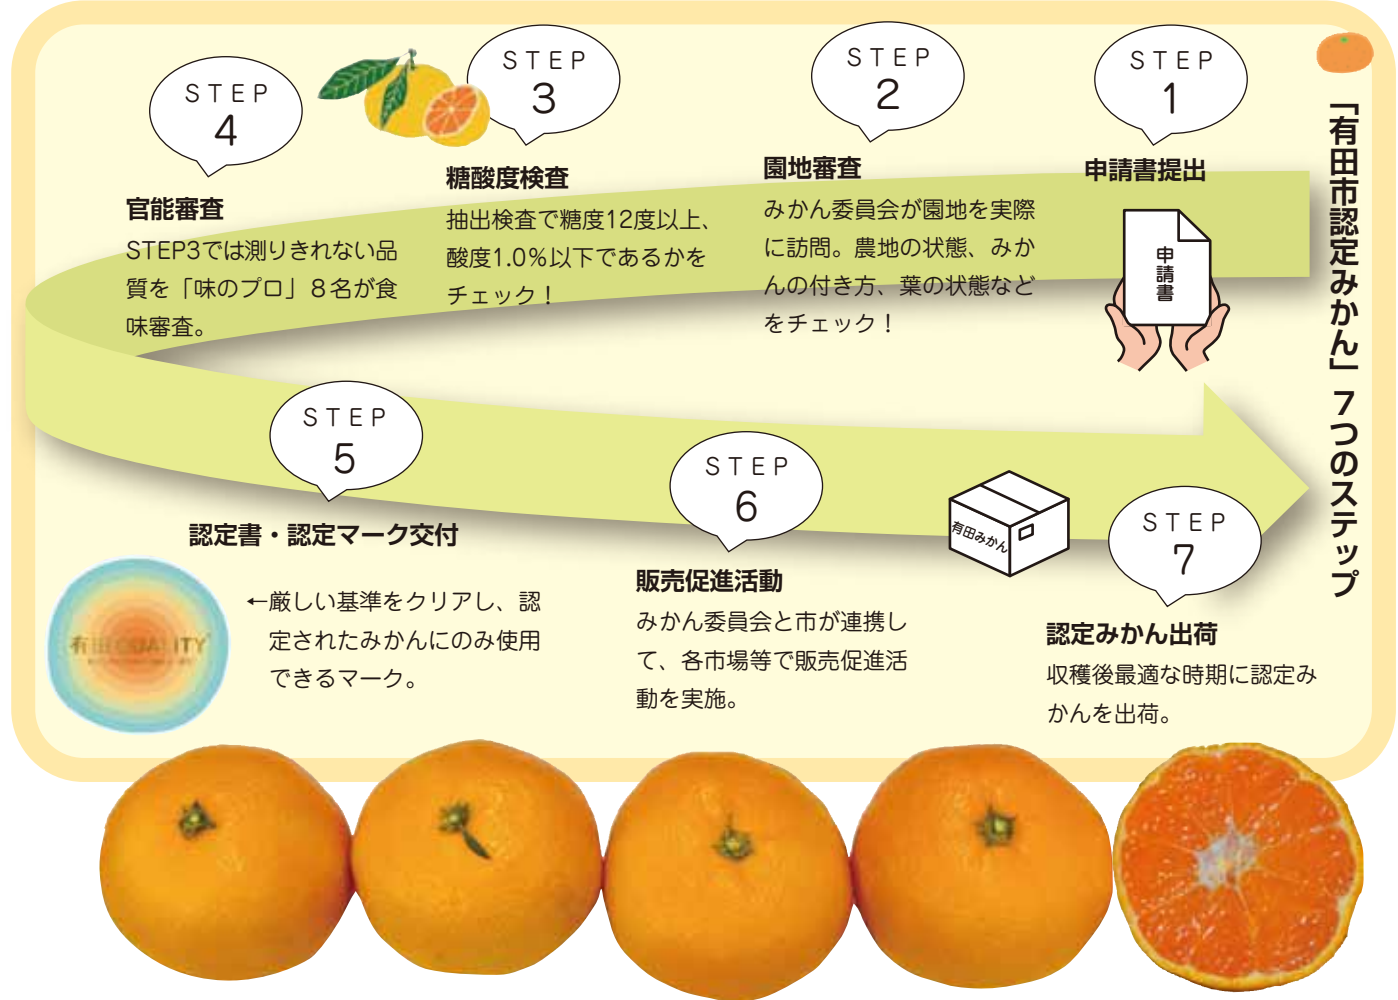 「有田市認定みかん」７つのステップ
STEP
1
申請書提出
申請書
STEP
2
園地審査
みかん委員会が園地を実際
に訪問。農地の状態、みか
んの付き方、葉の状態など
をチェック！
STEP
3
糖酸度検査
抽出検査で糖度12度以上、
酸度1.0％以下であるかを
チェック！
STEP
4
官能審査
STEP3では測りきれない品
質を「味のプロ」８名が食
味審査。
STEP
5
認定書・認定マーク交付
←厳しい基準をクリアし、認
定されたみかんにのみ使用
できるマーク。
有田QUALITY
STEP
6
販売促進活動
みかん委員会と市が連携し
て、各市場等で販売促進活
動を実施。
有田みかん
STEP
7
認定みかん出荷
収穫後最適な時期に認定み
かんを出荷。